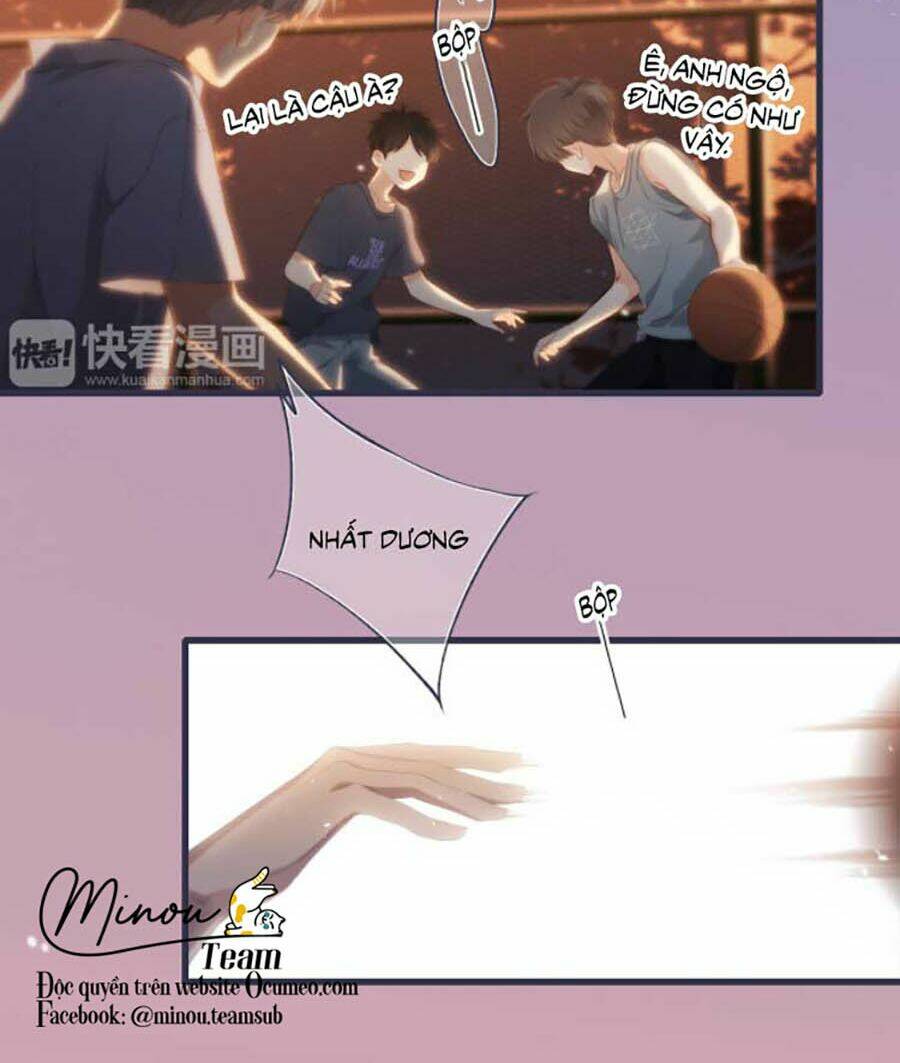 BỘP
Ê, ANH NGỘ,
ĐỪNG CÓ NHƯ
VẬY.
LẠI LÀ CẬU À?
快看! 快看漫画
www.kuaikanmanhua.com
NHẤT DƯƠNG
BỘP
Minou
Team
Độc quyền trên website Ocumeo.com
Facebook: @minou.teamsub